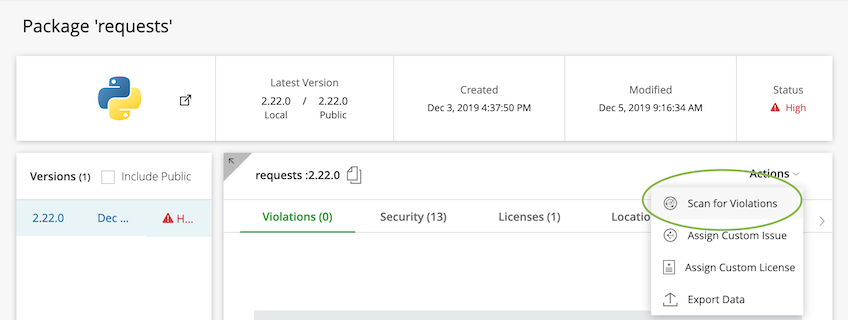 Package 'requests'
Latest Version
2.22.0 / 2.22.0
Local Public
Created
Dec 3, 2019 4:37:50 PM
Modified
Dec 5, 2019 9:16:34 AM
Status
High
Versions (1) Include Public
2.22.0 Dec ... H...
requests :2.22.0
Actions
Violations (0) Security (13) Licenses (1) Locatio
Scan for Violations
Assign Custom Issue
Assign Custom License
Export Data